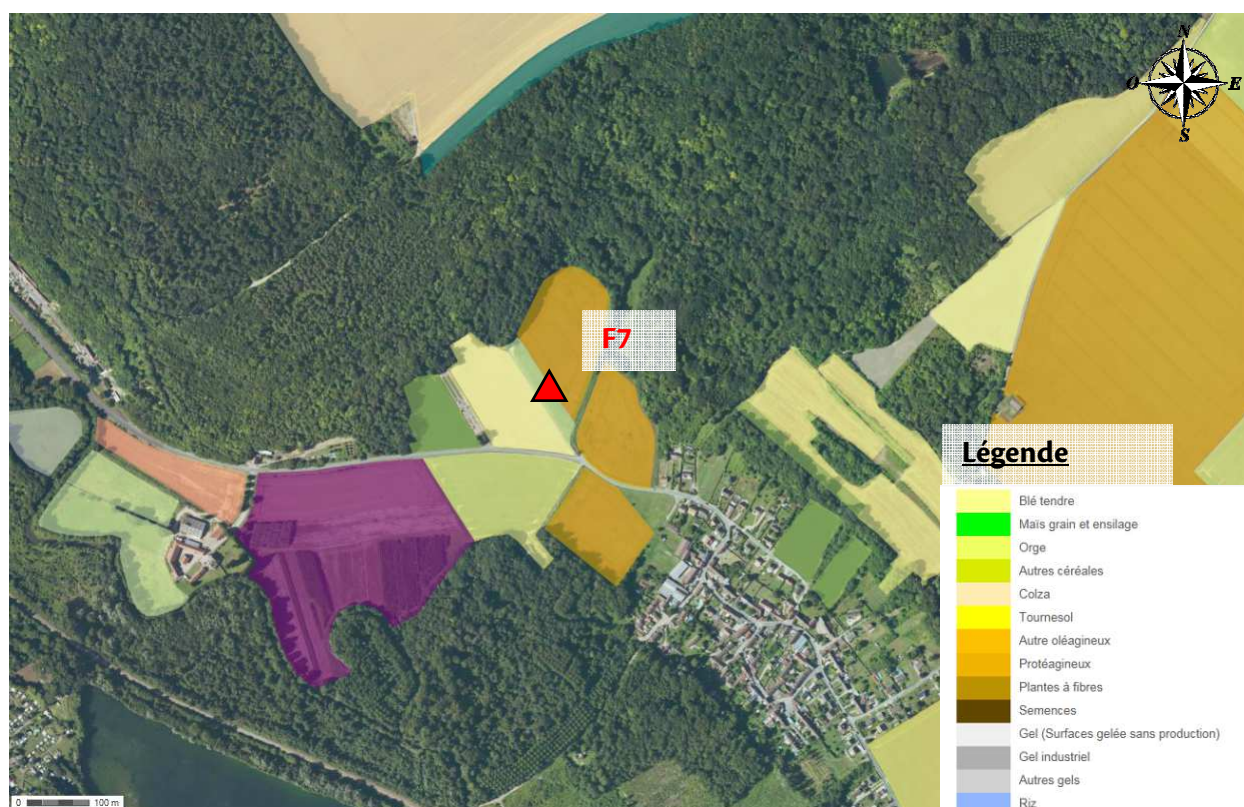 N
O
E
S
F7
Légende
Blé tendre
Maïs grain et ensilage
Orge
Autres céréales
Colza
Tournesol
Autre oléagineux
Protéagineux
Plantes à fibres
Semences
Gel (Surfaces gelée sans production)
Gel industriel
Autres gels
Riz
0 100 m